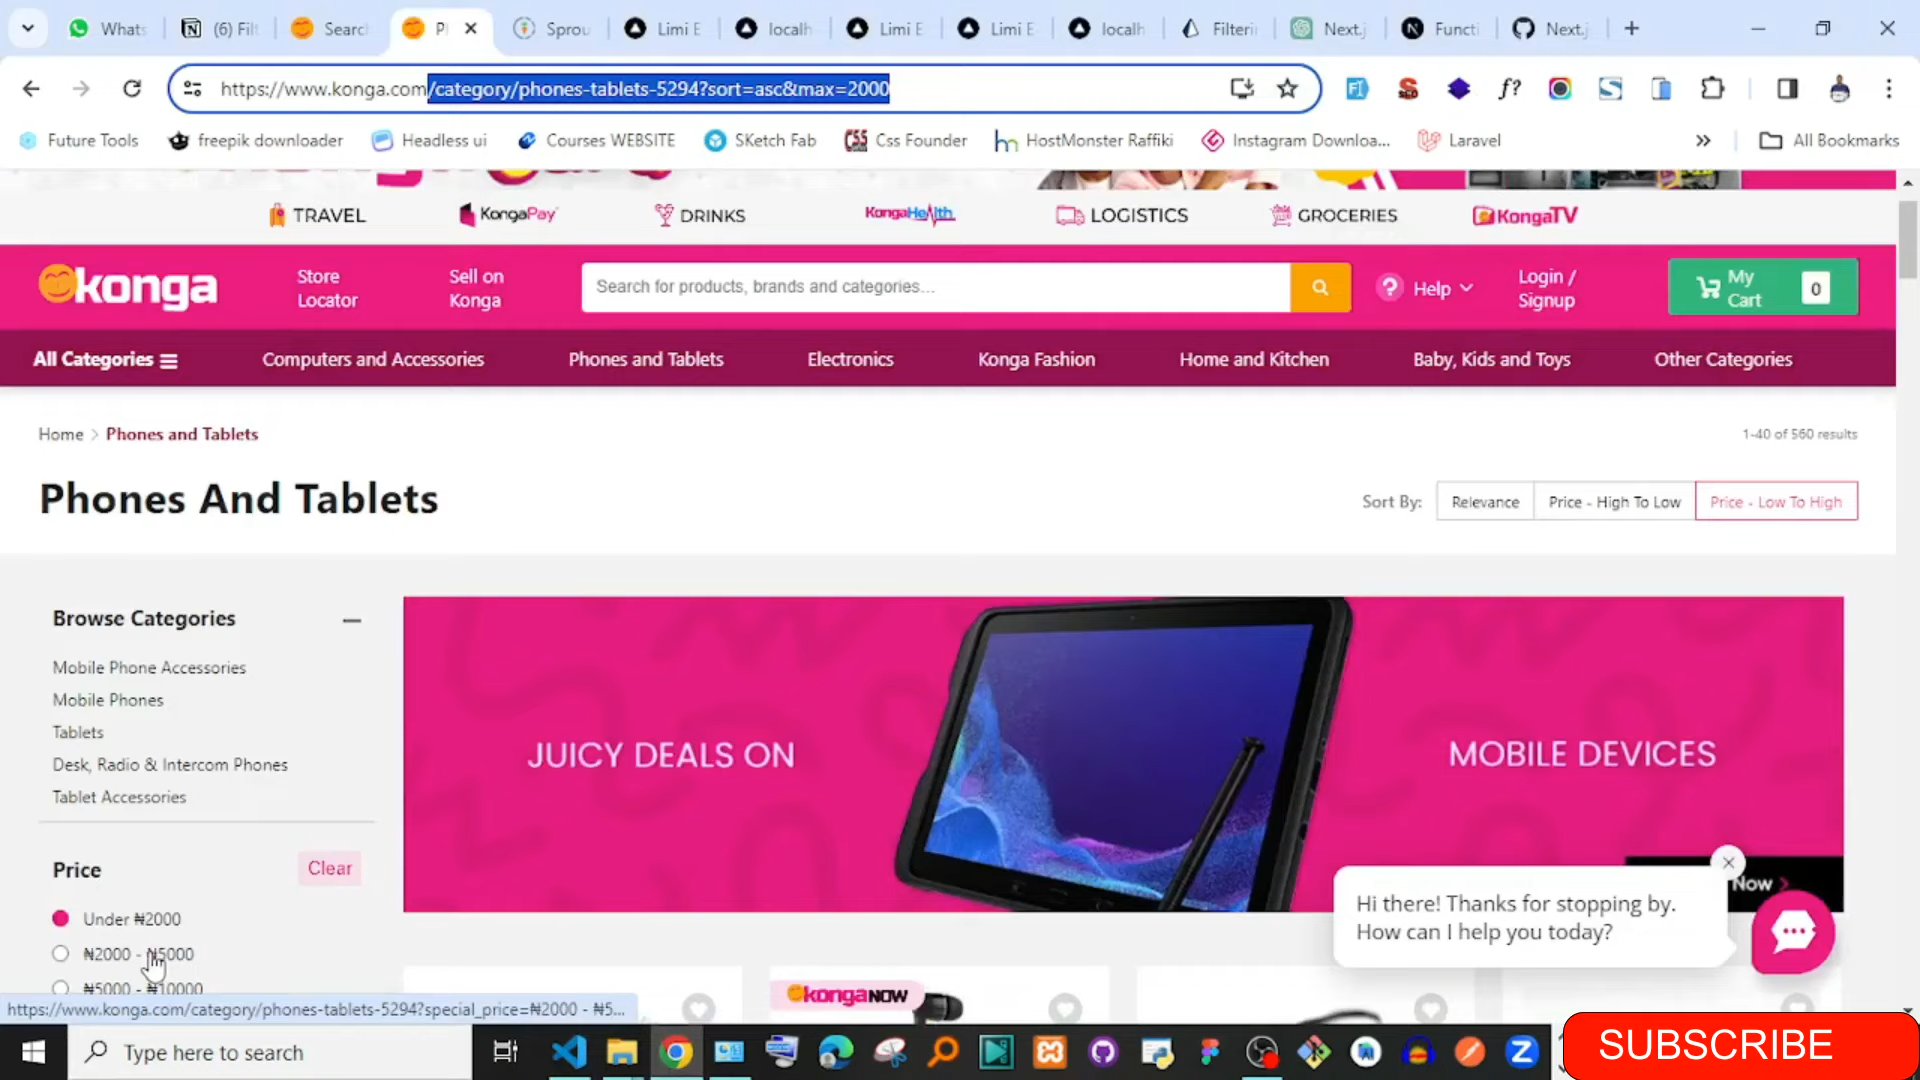 Whats
(6) Filt
Search
Pl
Sprou
Limi E
localh
Limi E
Limi E
localh
Filterin
Next.j
Functi
Next.j
https://www.konga.com/category/phones-tablets-5294?sort=asc&max=2000
Future Tools
freepik downloader
Headless ui
Courses WEBSITE
SKetch Fab
Css Founder
HostMonster Raffiki
Instagram Downloa...
Laravel
All Bookmarks
TRAVEL
KongaPay
DRINKS
KongaHealth
LOGISTICS
GROCERIES
KongaTV
konga
Store Locator
Sell on Konga
Search for products, brands and categories...
Help
Login / Signup
My Cart
0
All Categories
Computers and Accessories
Phones and Tablets
Electronics
Konga Fashion
Home and Kitchen
Baby, Kids and Toys
Other Categories
Home > Phones and Tablets
1-40 of 560 results
Phones And Tablets
Sort By:
Relevance
Price - High To Low
Price - Low To High
Browse Categories
Mobile Phone Accessories
Mobile Phones
Tablets
Desk, Radio & Intercom Phones
Tablet Accessories
JUICY DEALS ON
MOBILE DEVICES
Now
Price
Clear
Under ₦2000
₦2000 - ₦5000
₦5000 - ₦10000
Hi there! Thanks for stopping by.
How can I help you today?
konga NOW
https://www.konga.com/category/phones-tablets-5294?special_price=₦2000 - ₦5...
Type here to search
SUBSCRIBE